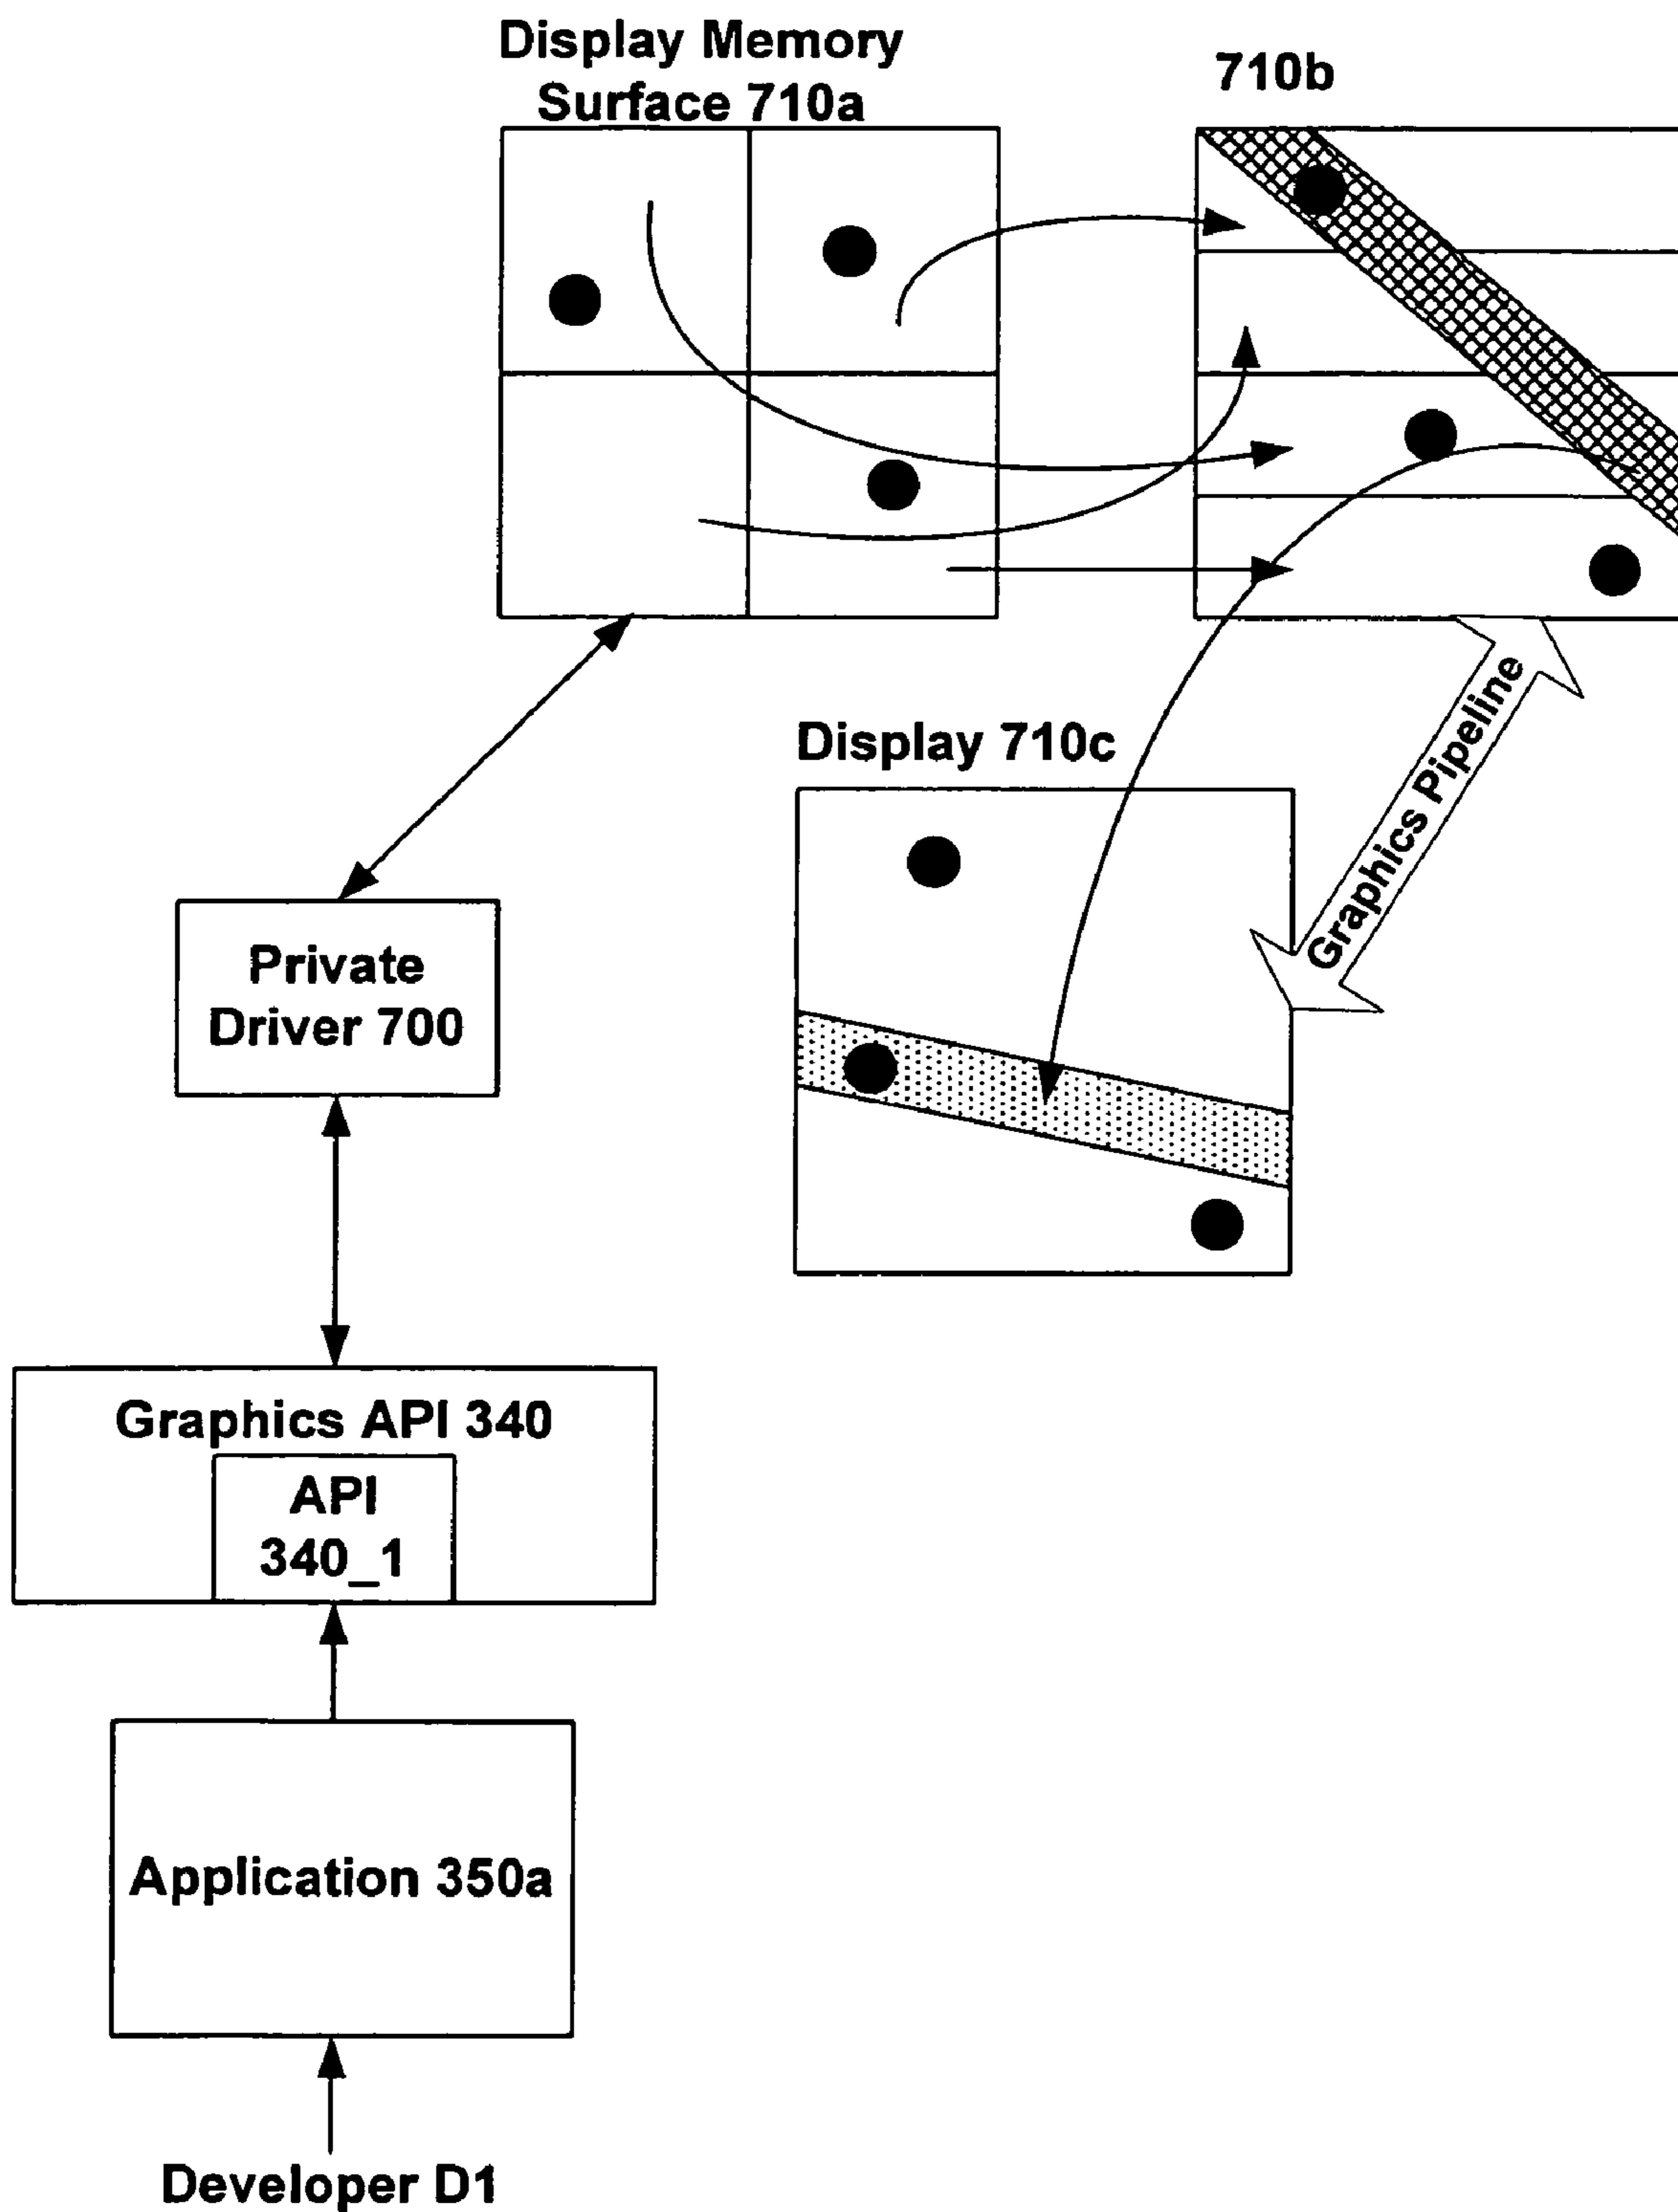 Display Memory
Surface 710a
710b
Graphics Pipeline
Display 710c
Private
Driver 700
Graphics API 340
API
340_1
Application 350a
Developer D1